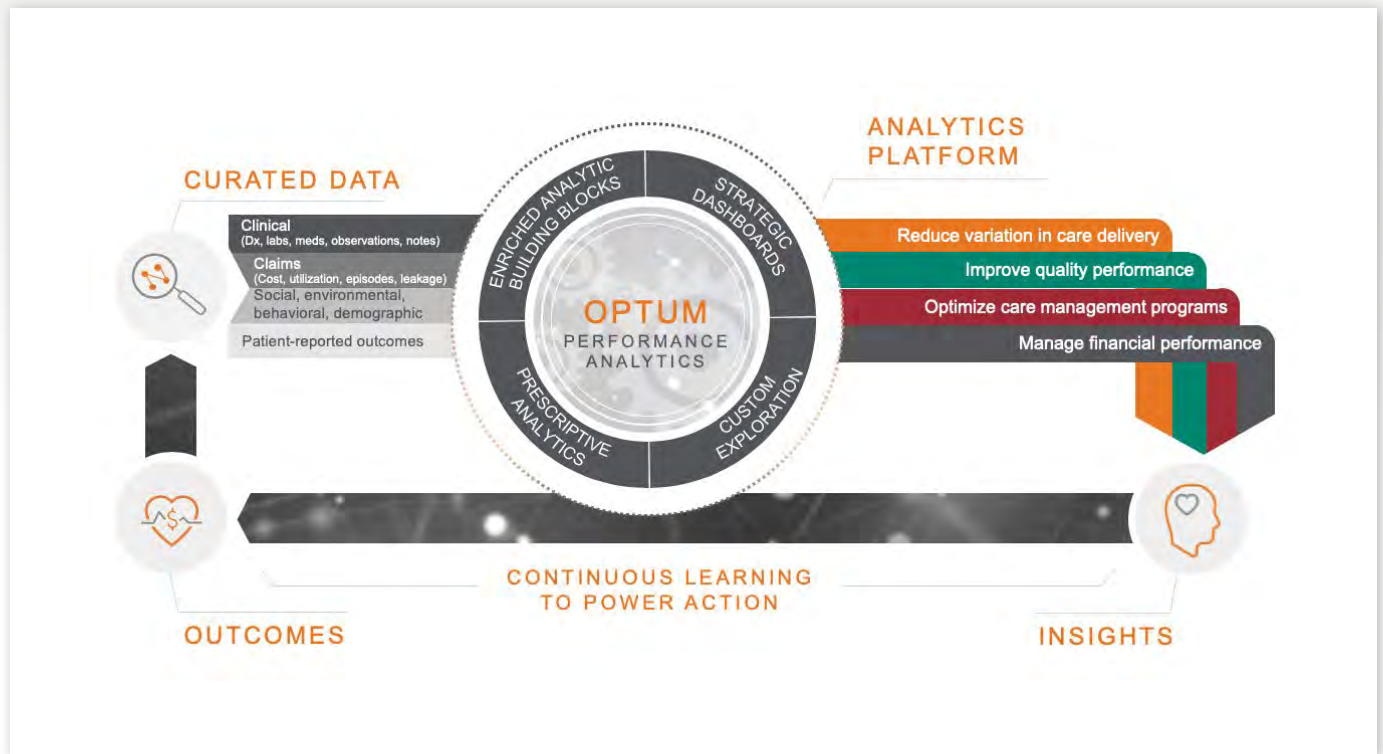 CURATED DATA
Clinical
(Dx, labs, meds, observations, notes)
Claims
(Cost, utilization, episodes, leakage)
Social, environmental,
behavioral, demographic
Patient-reported outcomes
ENRICHED ANALYTIC
BUILDING BLOCKS
STRATEGIC
DASHBOARDS
OPTUM
PERFORMANCE
ANALYTICS
PRESCRIPTIVE
ANALYTICS
CUSTOM
EXPLORATION
ANALYTICS
PLATFORM
Reduce variation in care delivery
Improve quality performance
Optimize care management programs
Manage financial performance
$
CONTINUOUS LEARNING
TO POWER ACTION
OUTCOMES
INSIGHTS